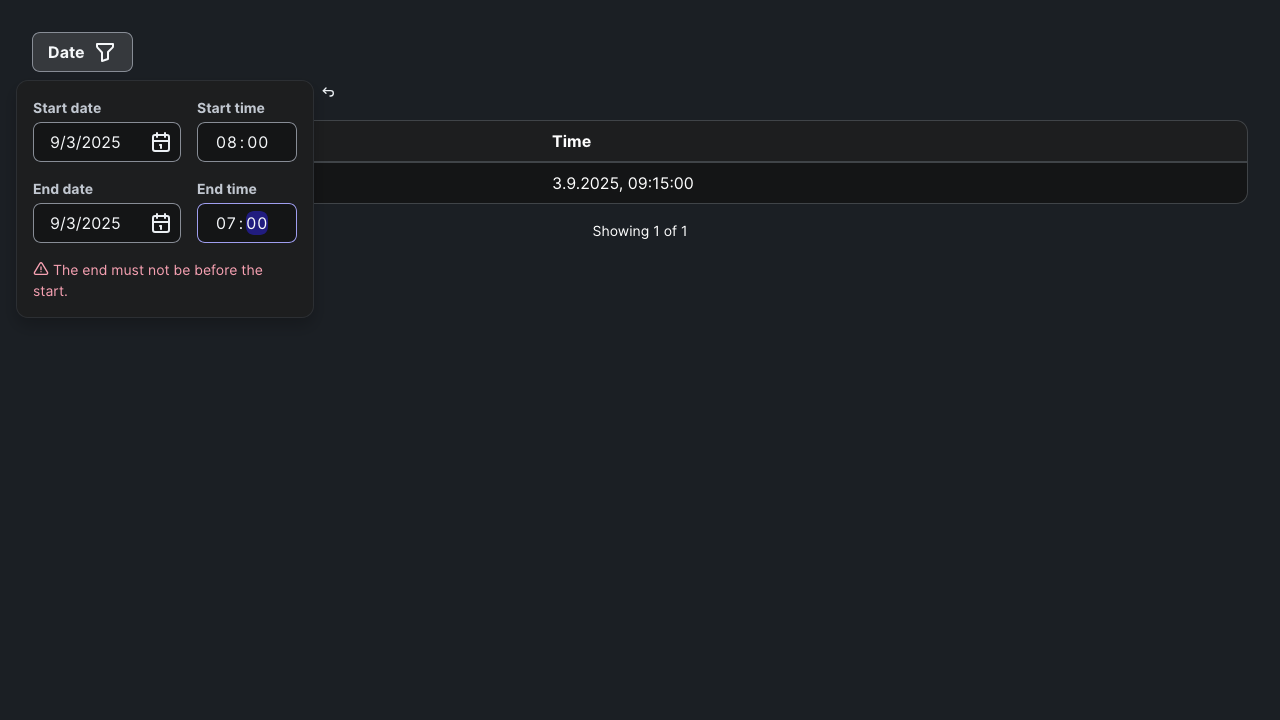 Date
Start date Start time
9/3/2025 08:00
End date End time
9/3/2025 07:00
The end must not be before the
start.
Time
3.9.2025, 09:15:00
Showing 1 of 1